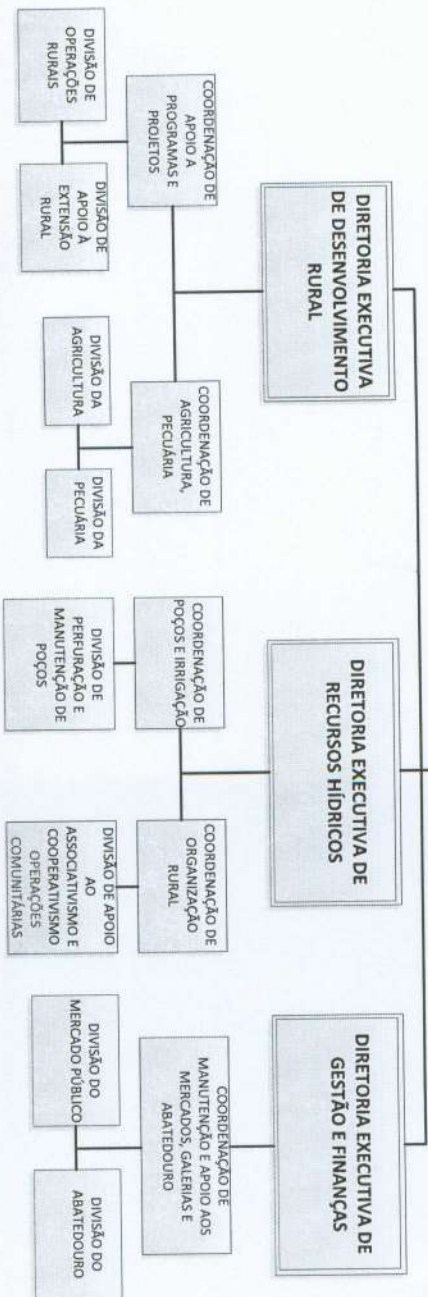 DIRETORIA EXECUTIVA
DE DESENVOLVIMENTO
RURAL
DIRETORIA EXECUTIVA DE
RECURSOS HÍDRICOS
DIRETORIA EXECUTIVA DE
GESTÃO E FINANÇAS
COORDENAÇÃO DE
APOIO A
PROGRAMAS E
PROJETOS
COORDENAÇÃO DE
AGRICULTURA,
PECUÁRIA
COORDENAÇÃO DE
POÇOS E IRRIGAÇÃO
COORDENAÇÃO DE
ORGANIZAÇÃO
RURAL
COORDENAÇÃO DE
MANUTENÇÃO E APOIO AOS
MERCADOS, GALERIAS E
ABATEDOURO
DIVISÃO DE
OPERAÇÕES
RURAIS
DIVISÃO DE
APOIO À
EXTENSÃO
RURAL
DIVISÃO DA
AGRICULTURA
DIVISÃO DA
PECUÁRIA
DIVISÃO DE
PERFURAÇÃO E
MANUTENÇÃO DE
POÇOS
DIVISÃO DE APOIO
AO
ASSOCIATIVISMO E
COOPERATIVISMO
OPERAÇÕES
COMUNITÁRIAS
DIVISÃO DO
MERCADO PÚBLICO
DIVISÃO DO
ABATEDOURO